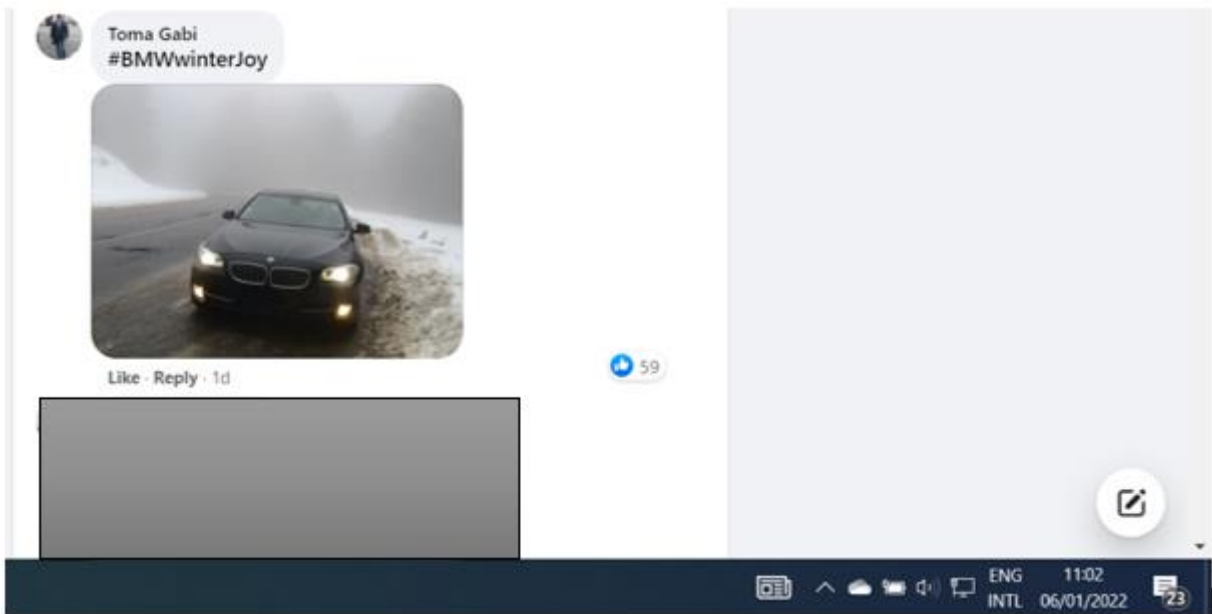 Toma Gabi
#BMWwinterJoy
Like · Reply · 1d
59
ENG
INTL
11:02
06/01/2022
23